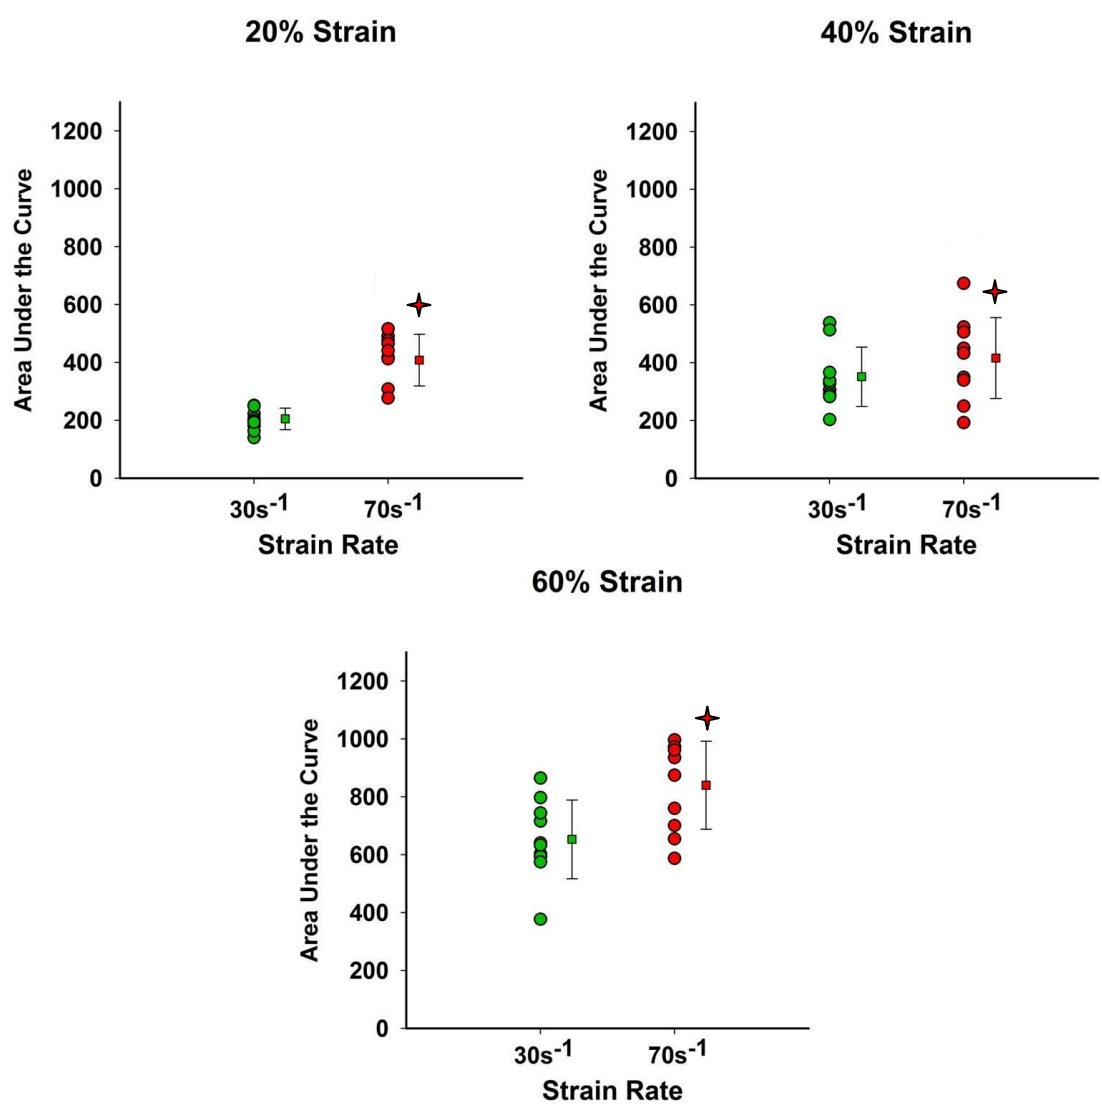 20% Strain
40% Strain
1200
1000
800
600
400
200
0
Area Under the Curve
30s-1
70s-1
Strain Rate
1200
1000
800
600
400
200
0
Area Under the Curve
30s-1
70s-1
Strain Rate
60% Strain
1200
1000
800
600
400
200
0
Area Under the Curve
30s-1
70s-1
Strain Rate